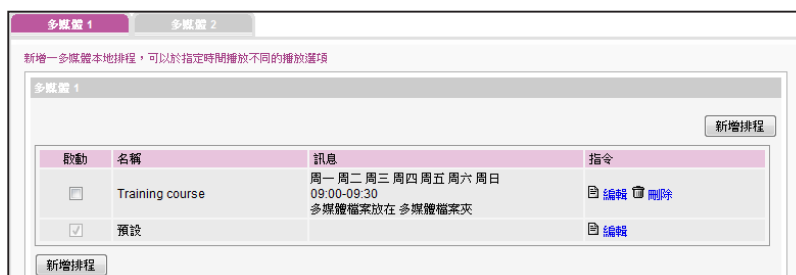 多媒體 1
多媒體 2
新增一多媒體本地排程，可以於指定時間播放不同的播放選項
多媒體 1
新增排程
啟動 名稱 訊息 指令
Training course
周一 周二 周三 周四 周五 周六 周日
09:00-09:30
多媒體檔案放在 多媒體檔案夾
編輯 刪除
預設
編輯
新增排程